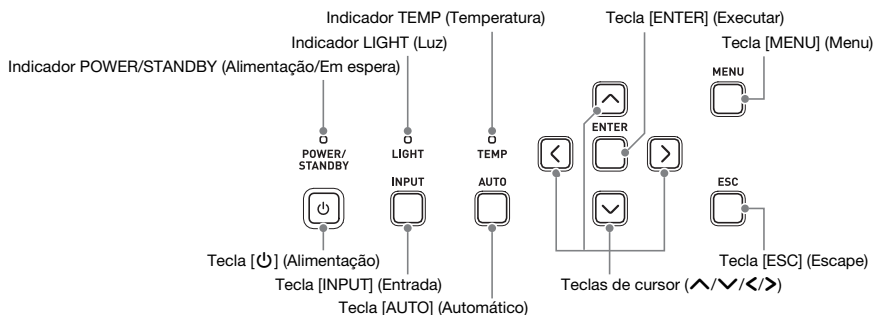 Indicador TEMP (Temperatura)
Tecla [ENTER] (Executar)
Indicador LIGHT (Luz)
Tecla [MENU] (Menu)
Indicador POWER/STANDBY (Alimentação/Em espera)
MENU
ENTER
POWER/
STANDBY
LIGHT
TEMP
INPUT
AUTO
ESC
Tecla [⏻] (Alimentação)
Teclas de cursor (∧/∨/</>)
Tecla [ESC] (Escape)
Tecla [INPUT] (Entrada)
Tecla [AUTO] (Automático)